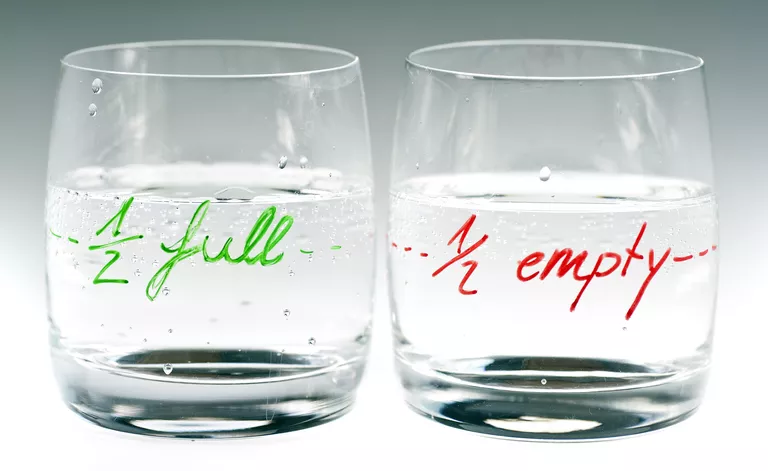 -- 1/2 full --
-- 1/2 empty --